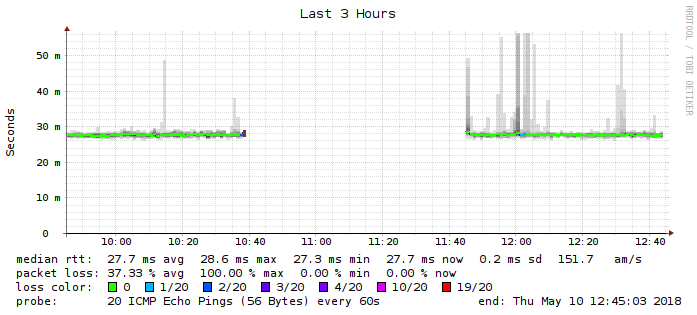 Last 3 Hours
RRDTOOL / TOBI OETIKER
Seconds
50 m
40 m
30 m
20 m
10 m
0
10:00 10:20 10:40 11:00 11:20 11:40 12:00 12:20 12:40
median rtt: 27.7 ms avg 28.6 ms max 27.3 ms min 27.7 ms now 0.2 ms sd 151.7 am/s
packet loss: 37.33 % avg 100.00 % max 0.00 % min 0.00 % now
loss color: 0 1/20 2/20 3/20 4/20 10/20 19/20
probe: 20 ICMP Echo Pings (56 Bytes) every 60s end: Thu May 10 12:45:03 2018